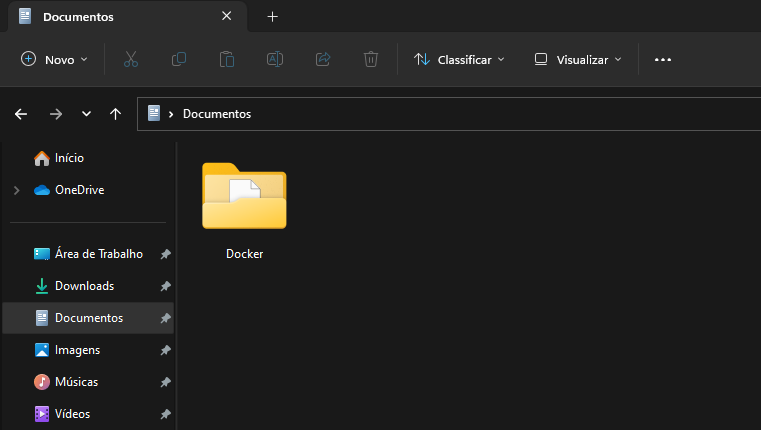 Documentos
Novo
Classificar
Visualizar
Documentos
Início
OneDrive
Área de Trabalho
Downloads
Documentos
Imagens
Músicas
Vídeos
Docker